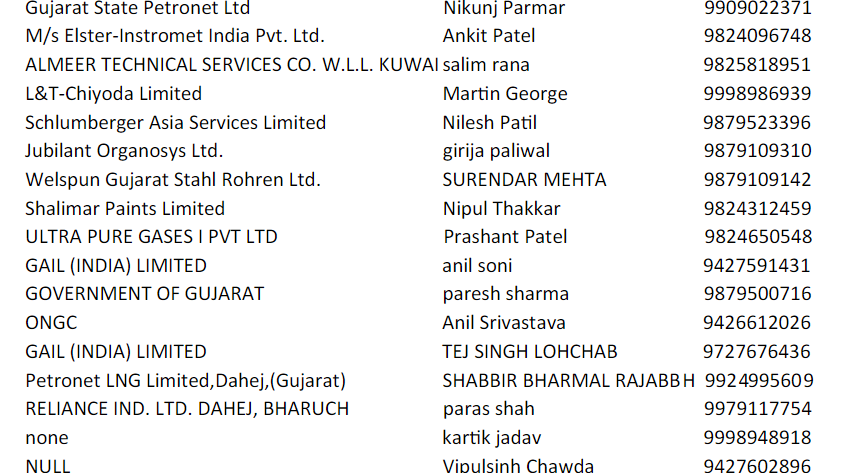 Gujarat State Petronet Ltd Nikunj Parmar 9909022371
M/s Elster-Instromet India Pvt. Ltd. Ankit Patel 9824096748
ALMEER TECHNICAL SERVICES CO. W.L.L. KUWAI salim rana 9825818951
L&T-Chiyoda Limited Martin George 9998986939
Schlumberger Asia Services Limited Nilesh Patil 9879523396
Jubilant Organosys Ltd. girija paliwal 9879109310
Welspun Gujarat Stahl Rohren Ltd. SURENDAR MEHTA 9879109142
Shalimar Paints Limited Nipul Thakkar 9824312459
ULTRA PURE GASES I PVT LTD Prashant Patel 9824650548
GAIL (INDIA) LIMITED anil soni 9427591431
GOVERNMENT OF GUJARAT paresh sharma 9879500716
ONGC Anil Srivastava 9426612026
GAIL (INDIA) LIMITED TEJ SINGH LOHCHAB 9727676436
Petronet LNG Limited,Dahej,(Gujarat) SHABBIR BHARMAL RAJABBH 9924995609
RELIANCE IND. LTD. DAHEJ, BHARUCH paras shah 9979117754
none kartik jadav 9998948918
NULL Vipulsinh Chawda 9427602896